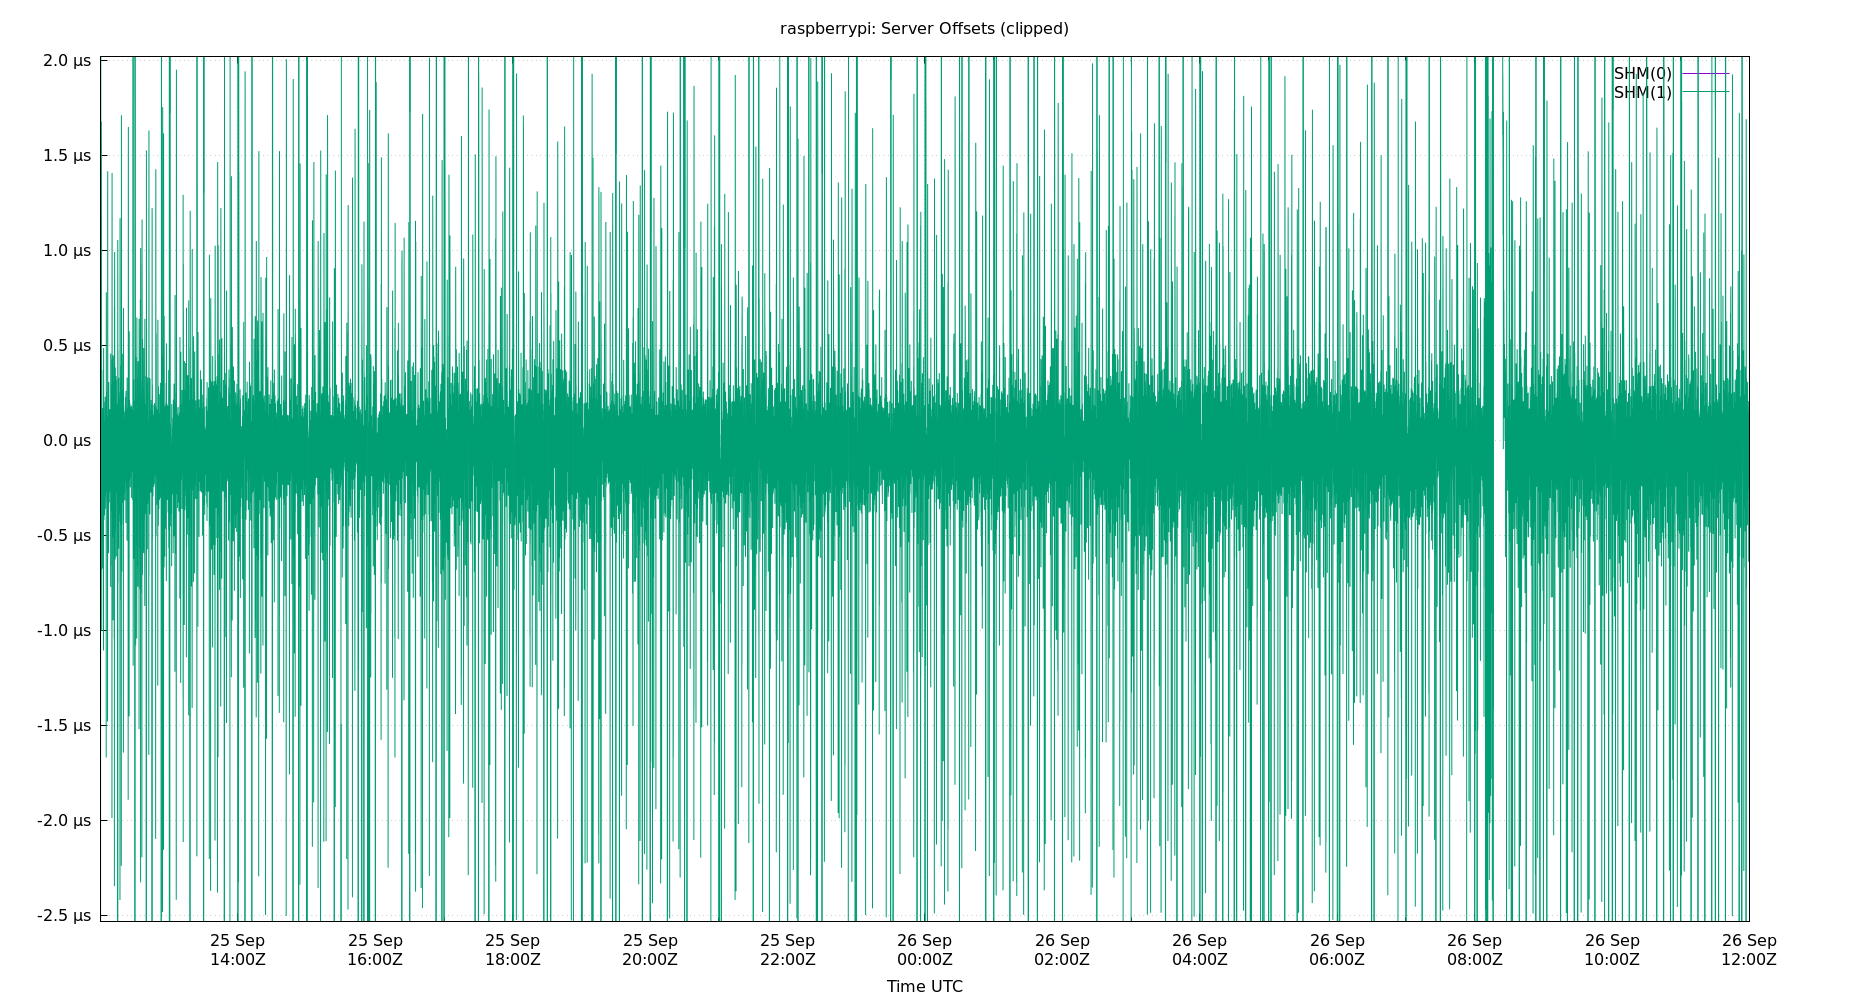 raspberrypi: Server Offsets (clipped)
2.0 µs
1.5 µs
1.0 µs
0.5 µs
0.0 µs
-0.5 µs
-1.0 µs
-1.5 µs
-2.0 µs
-2.5 µs
SHM(0)
SHM(1)
25 Sep 25 Sep 25 Sep 25 Sep 25 Sep 26 Sep 26 Sep 26 Sep 26 Sep 26 Sep 26 Sep 26 Sep
14:00Z 16:00Z 18:00Z 20:00Z 22:00Z 00:00Z 02:00Z 04:00Z 06:00Z 08:00Z 10:00Z 12:00Z
Time UTC